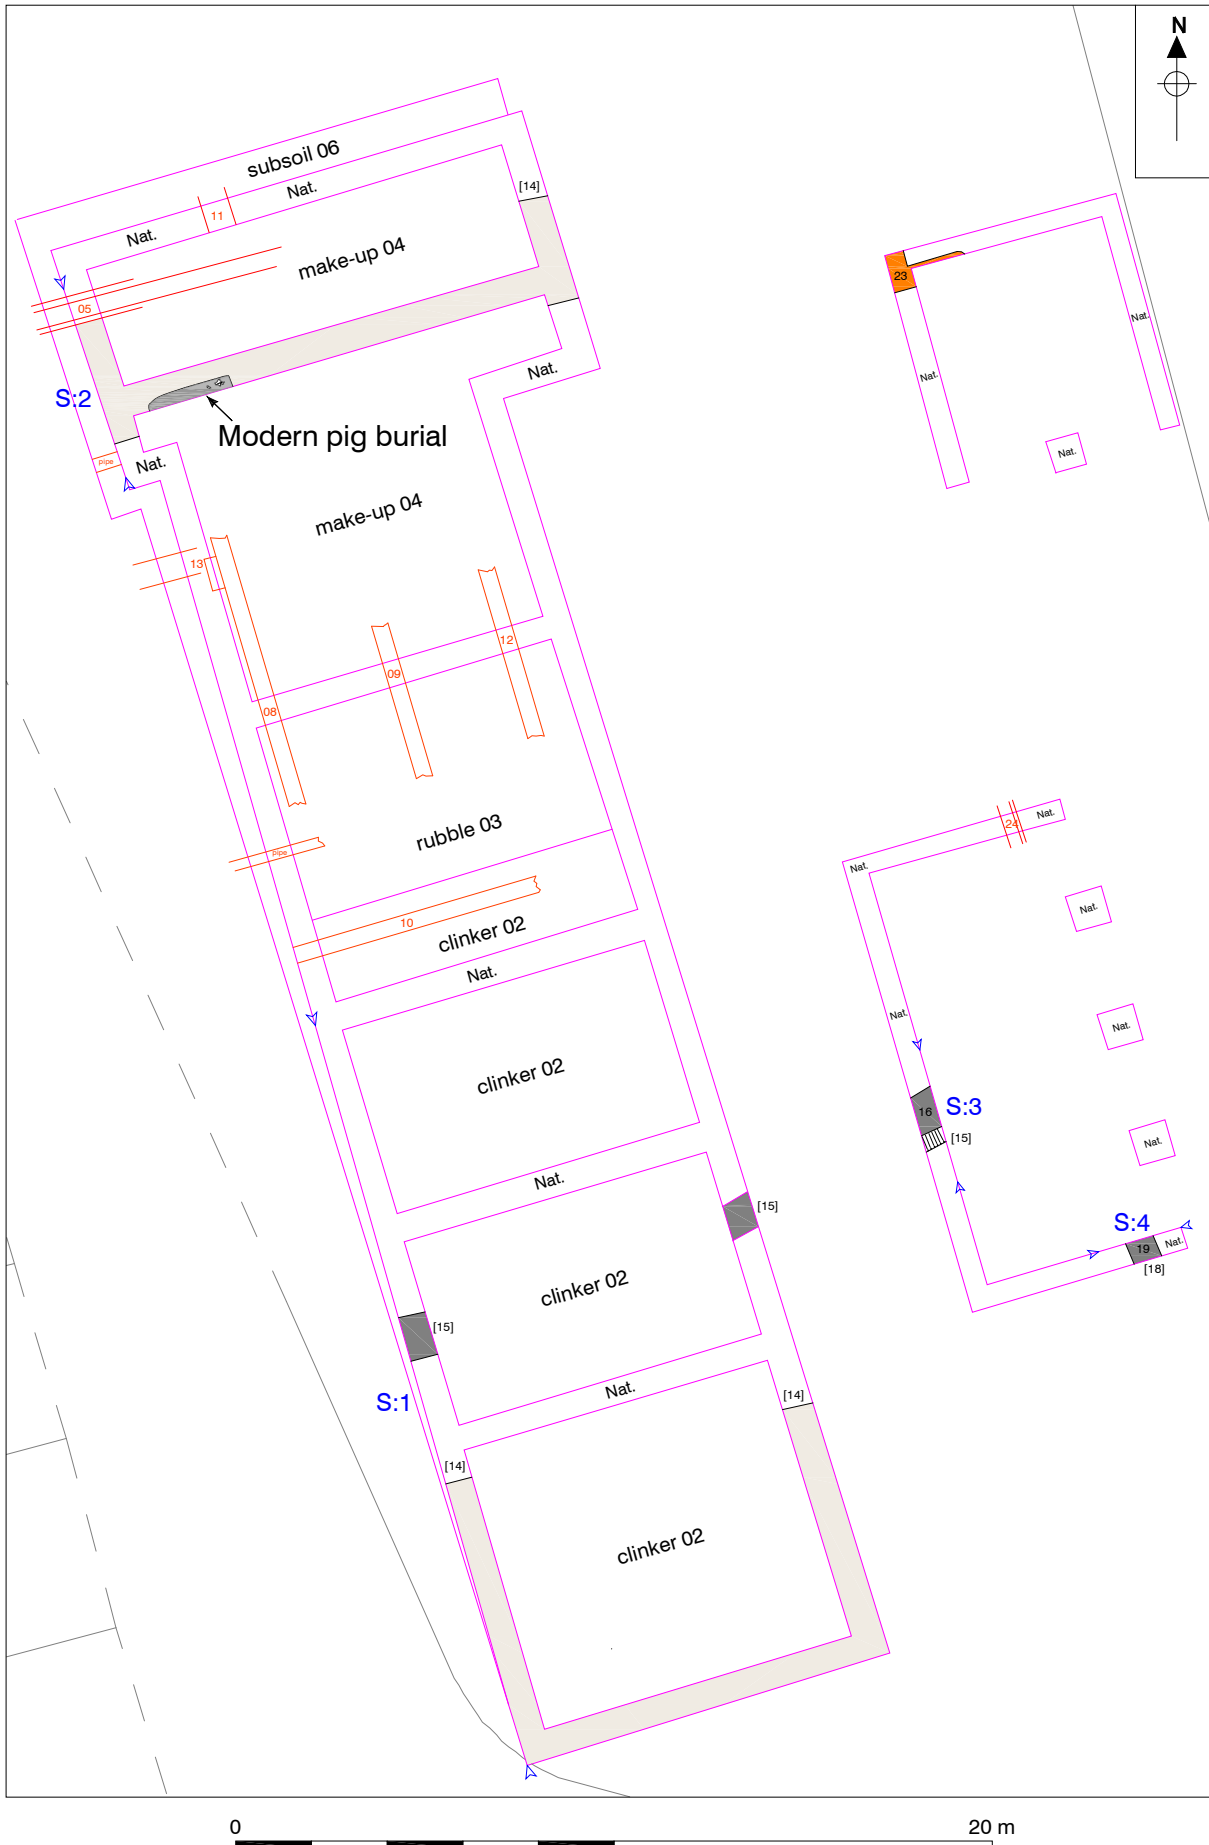 N
subsoil 06
[14]
Nat.
11
Nat.
make-up 04
23
05
Nat.
Nat.
Nat.
S:2
Modern pig burial
Nat.
pipe
Nat.
make-up 04
13
12
09
08
24
Nat.
rubble 03
pipe
Nat.
Nat.
10
clinker 02
Nat.
Nat.
Nat.
clinker 02
16
S:3
[15]
Nat.
Nat.
[15]
S:4
19
Nat.
[18]
clinker 02
[15]
Nat.
S:1
[14]
[14]
clinker 02
0
20 m